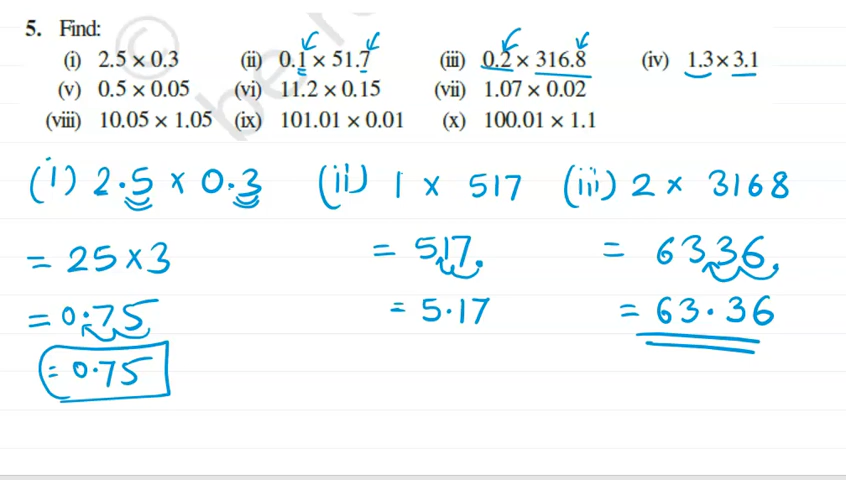 5. Find:
(i) 2.5 × 0.3 (ii) 0.1 × 51.7 (iii) 0.2 × 316.8 (iv) 1.3 × 3.1
(v) 0.5 × 0.05 (vi) 11.2 × 0.15 (vii) 1.07 × 0.02
(viii) 10.05 × 1.05 (ix) 101.01 × 0.01 (x) 100.01 × 1.1
(i) 2.5 × 0.3 (ii) 1 × 517 (iii) 2 × 3168
= 25 × 3 = 517. = 6336.
= 0.75 = 5.17 = 63.36
= 0.75